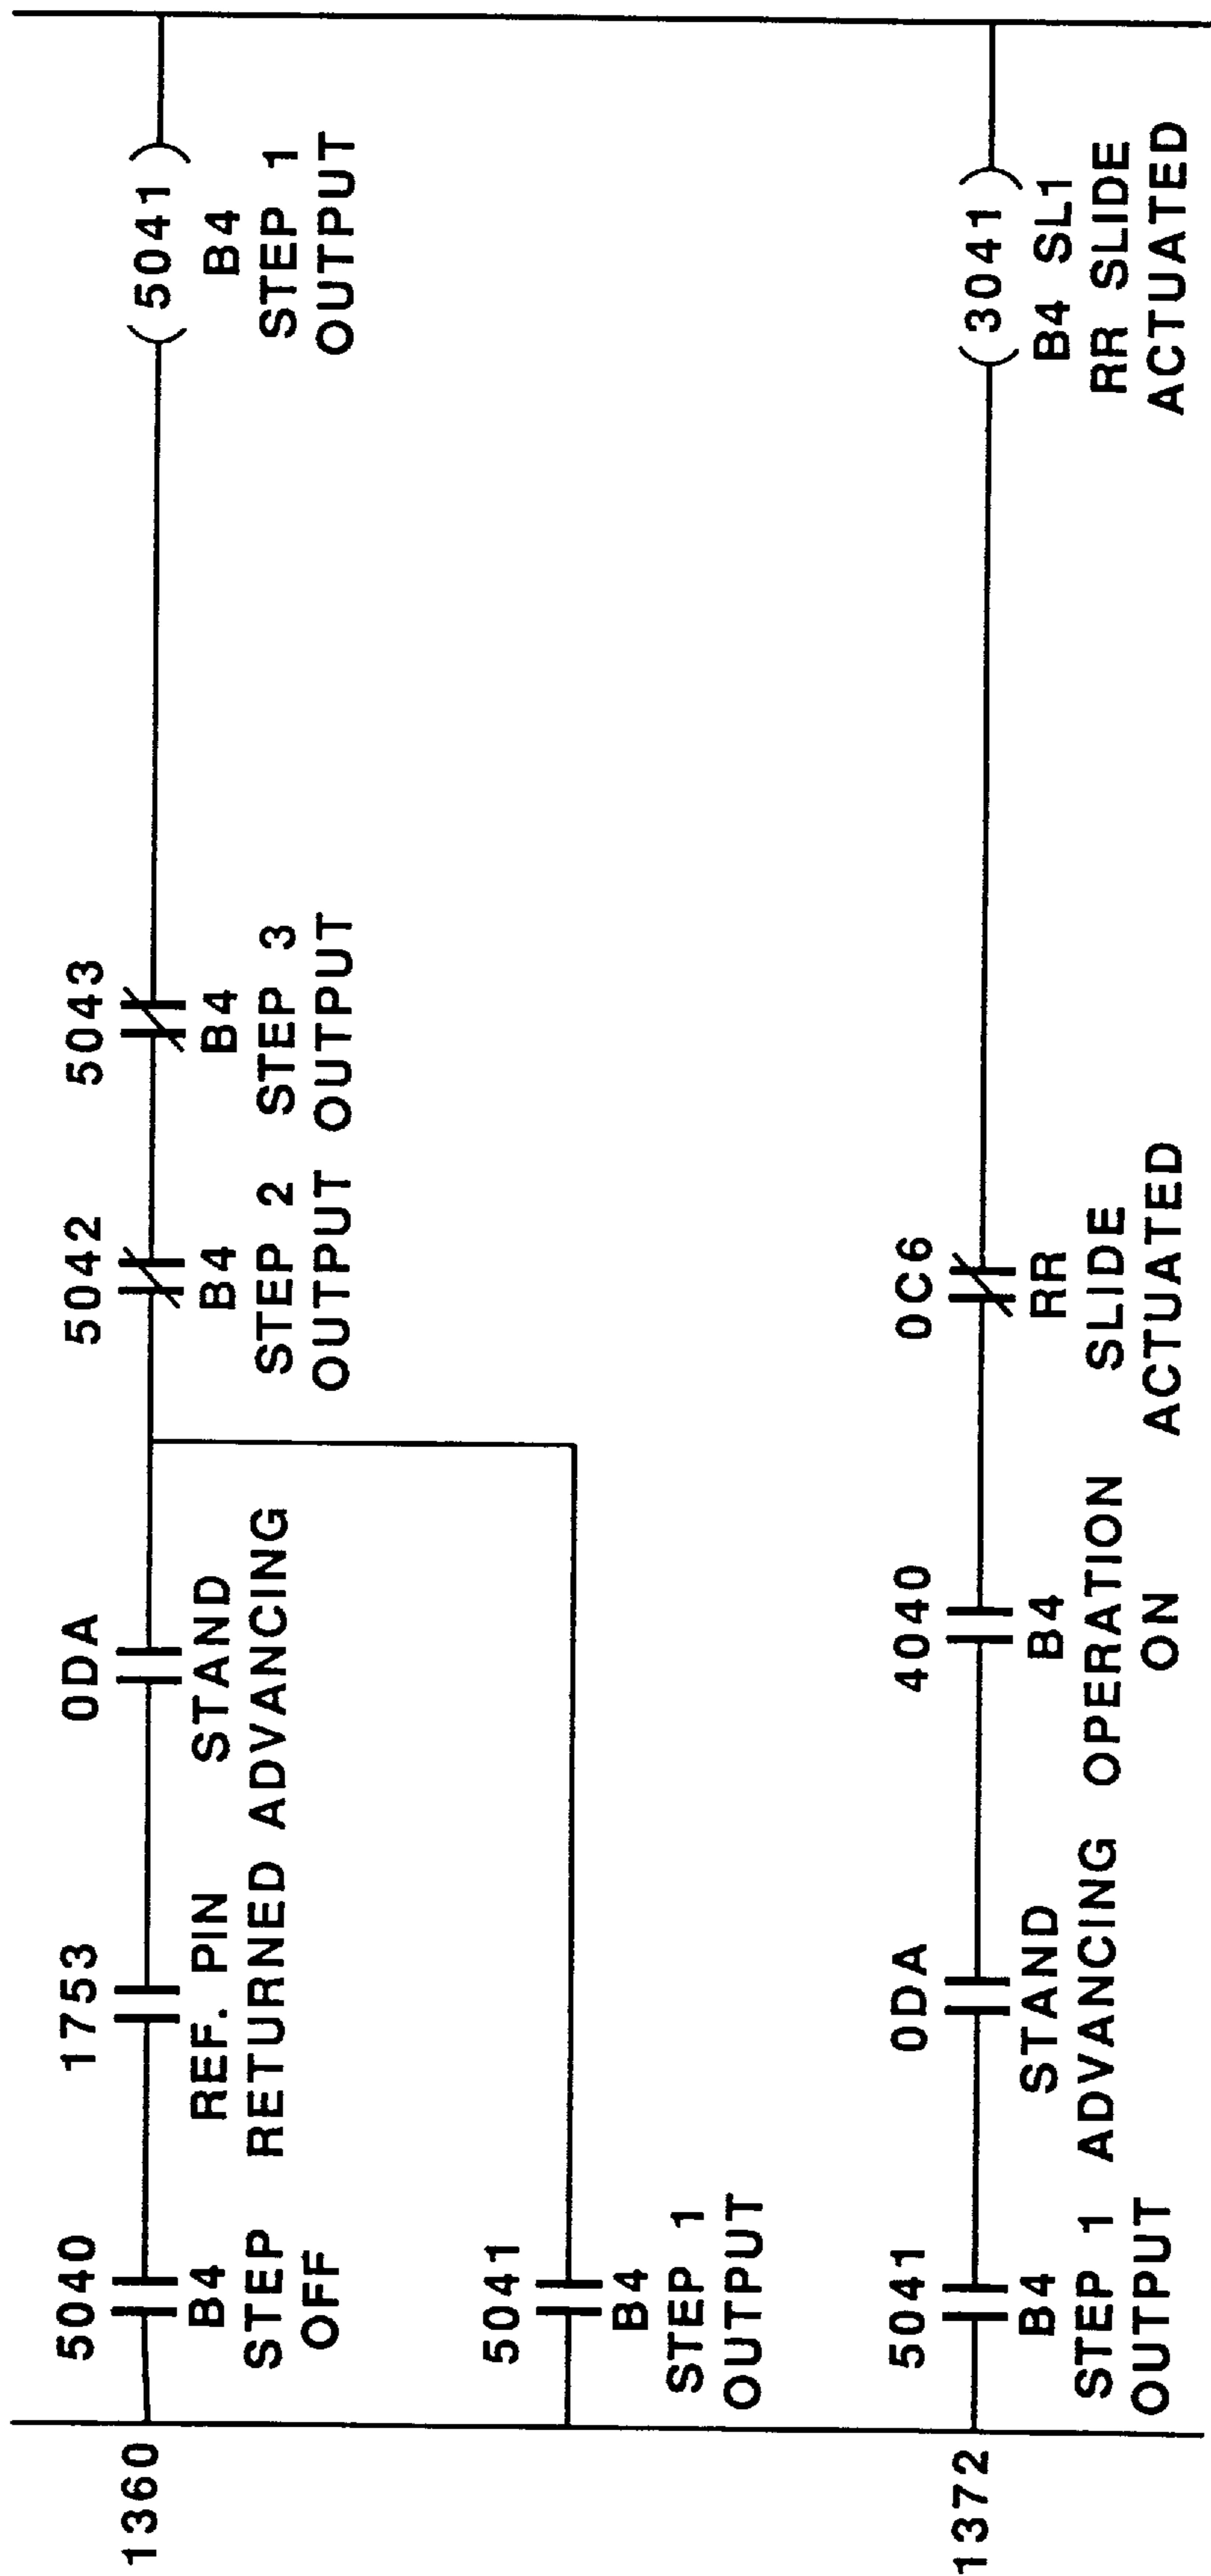 1360
5040
B4
STEP
OFF
1753
REF. PIN
RETURNED
0DA
STAND
ADVANCING
5042
B4
STEP 2
OUTPUT
5043
B4
STEP 3
OUTPUT
(5041)
B4
STEP 1
OUTPUT
5041
B4
STEP 1
OUTPUT
1372
5041
B4
STEP 1
OUTPUT
0DA
STAND
ADVANCING
4040
B4
OPERATION
ON
0C6
RR
SLIDE
ACTUATED
(3041)
B4 SL1
RR SLIDE
ACTUATED